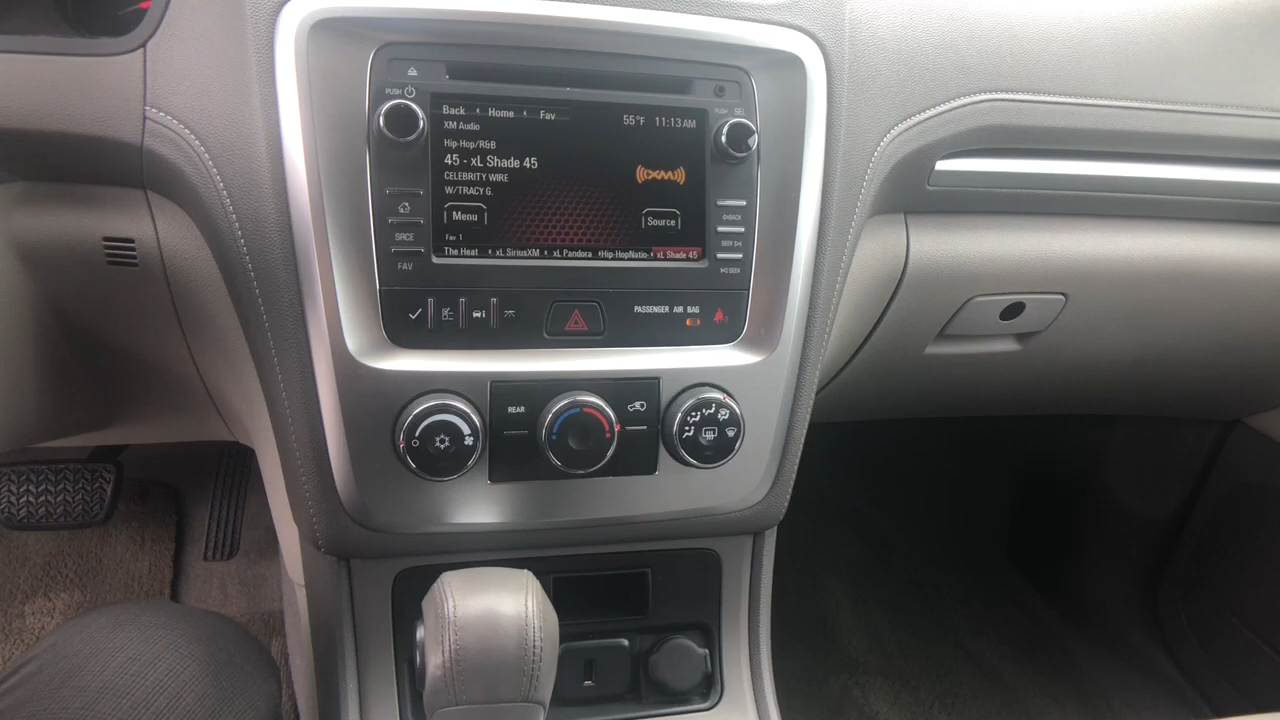 PUSH
PUSH SEL
Back Home Fav
55°F 11:13 AM
XM Audio
Hip-Hop/R&B
45 - xL Shade 45
CELEBRITY WIRE
W/TRACY G.
((XM))
Menu
Source
Fav 1
The Heat xL SiriusXM xL Pandora Hip-HopNatio- xL Shade 45
SRCE
FAV
BACK
SEEK
SEEK
PASSENGER AIR BAG
REAR